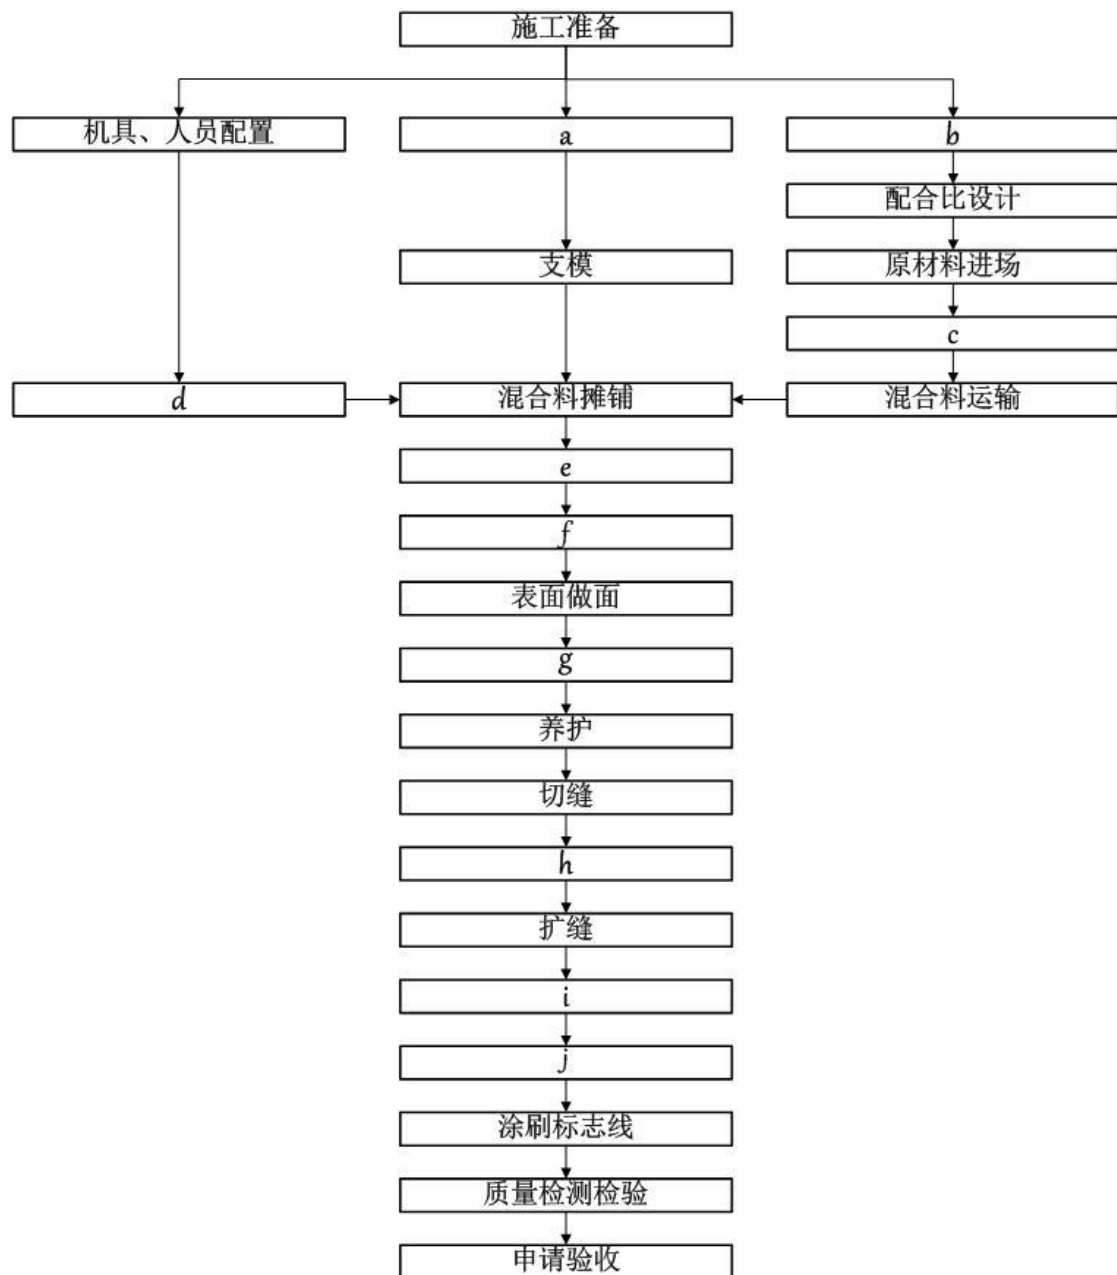 施工准备
机具、人员配置
a
b
配合比设计
支模
原材料进场
c
d
混合料摊铺
混合料运输
e
f
表面做面
g
养护
切缝
h
扩缝
i
j
涂刷标志线
质量检测检验
申请验收